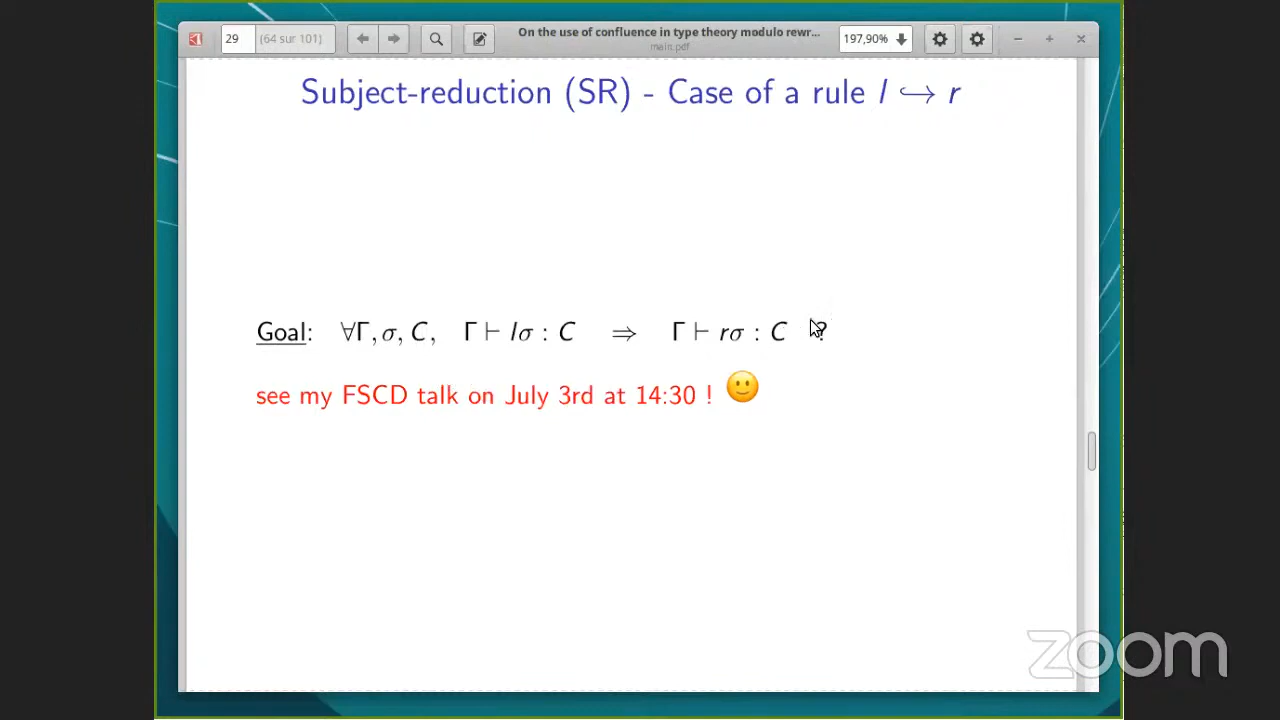 29
(64 sur 101)
On the use of confluence in type theory modulo rewr...
main.pdf
197,90%
Subject-reduction (SR) - Case of a rule l ↪ r
Goal: ∀Γ, σ, C, Γ ⊢ lσ : C ⇒ Γ ⊢ rσ : C ?
see my FSCD talk on July 3rd at 14:30 ! 🙂
zoom